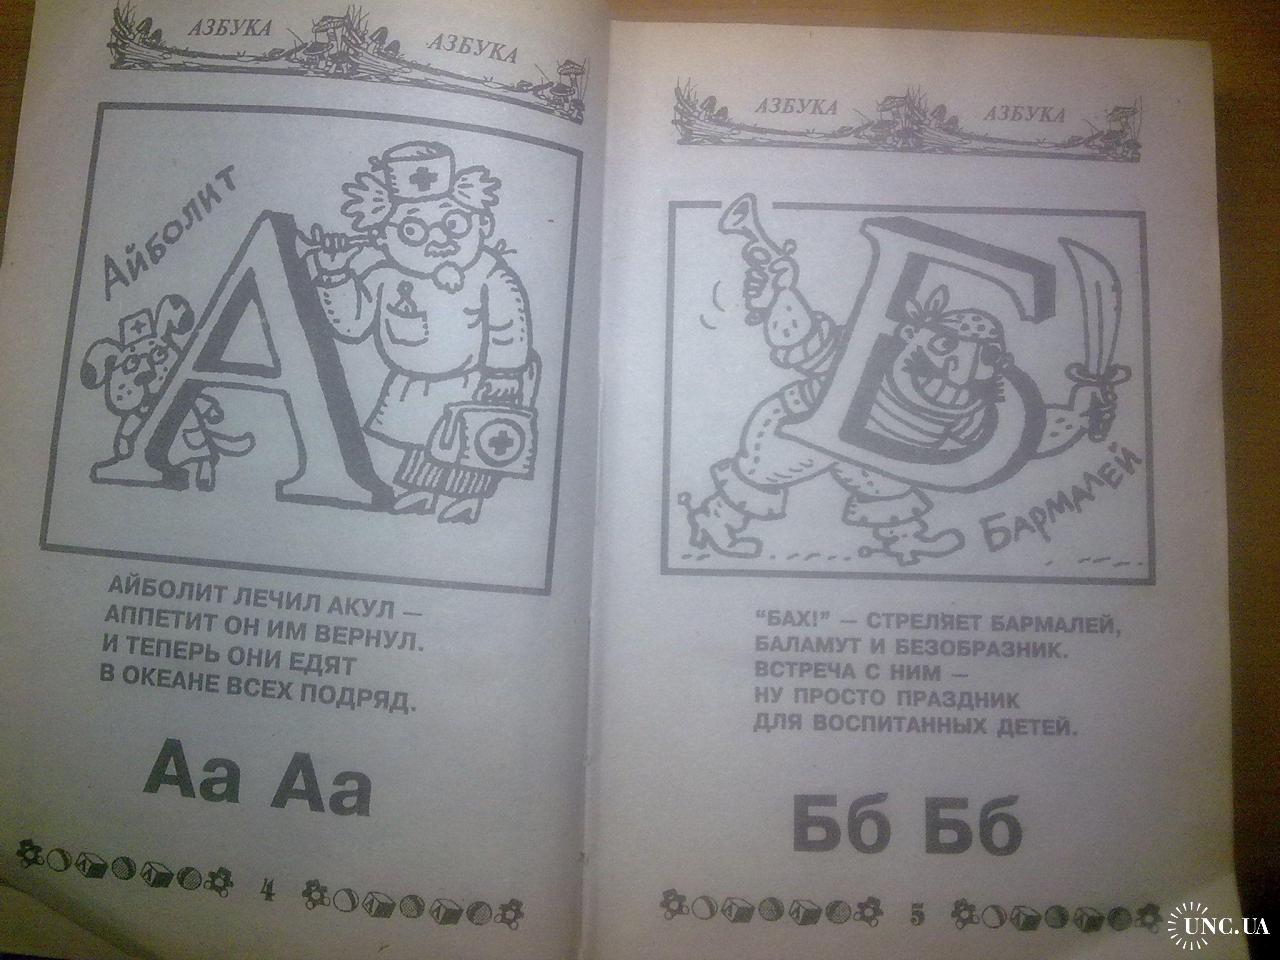 АЗБУКА АЗБУКА
Айболит
АЙБОЛИТ ЛЕЧИЛ АКУЛ —
АППЕТИТ ОН ИМ ВЕРНУЛ.
И ТЕПЕРЬ ОНИ ЕДЯТ
В ОКЕАНЕ ВСЕХ ПОДРЯД.
Аа Аа
4
АЗБУКА АЗБУКА
Бармалей
“БАХ!” — СТРЕЛЯЕТ БАРМАЛЕЙ,
БАЛАМУТ И БЕЗОБРАЗНИК.
ВСТРЕЧА С НИМ —
НУ ПРОСТО ПРАЗДНИК
ДЛЯ ВОСПИТАННЫХ ДЕТЕЙ.
Бб Бб
5
UNC.UA